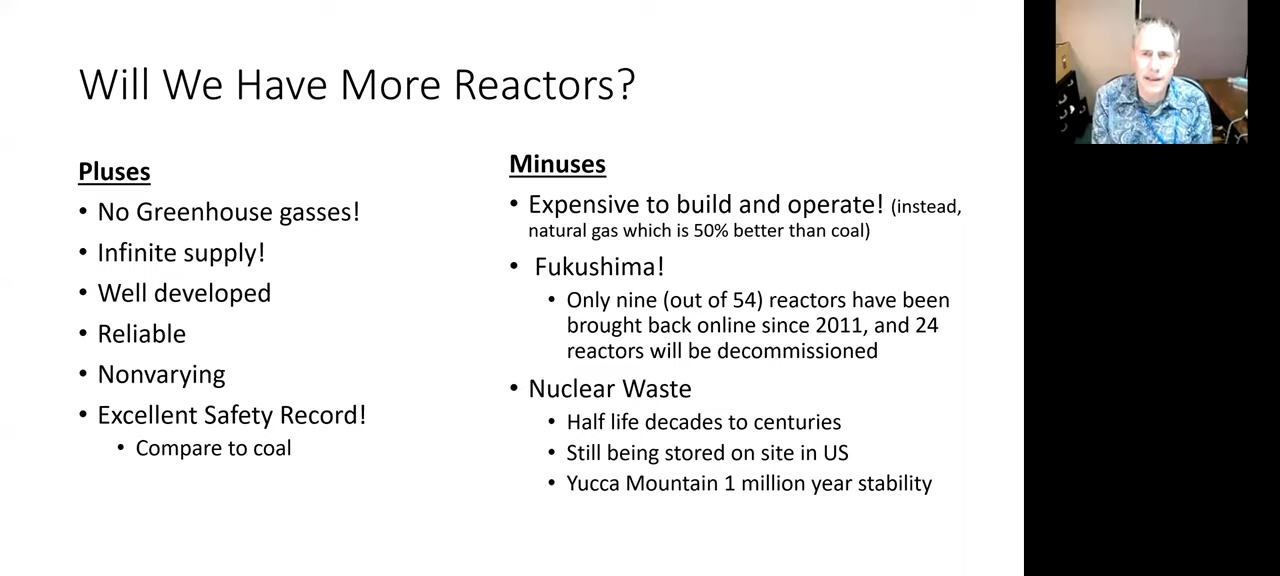 Will We Have More Reactors?
Pluses
• No Greenhouse gasses!
• Infinite supply!
• Well developed
• Reliable
• Nonvarying
• Excellent Safety Record!
• Compare to coal
Minuses
• Expensive to build and operate! (instead,
natural gas which is 50% better than coal)
• Fukushima!
• Only nine (out of 54) reactors have been
brought back online since 2011, and 24
reactors will be decommissioned
• Nuclear Waste
• Half life decades to centuries
• Still being stored on site in US
• Yucca Mountain 1 million year stability